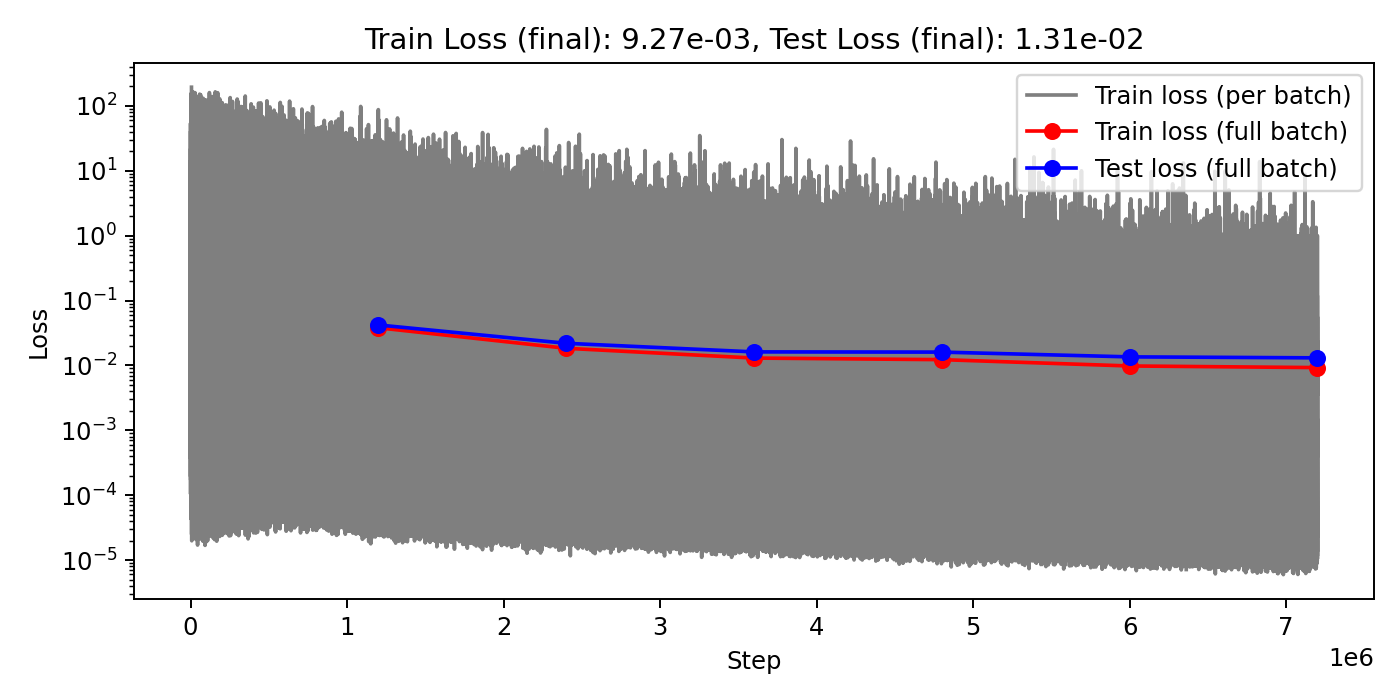 Train Loss (final): 9.27e-03, Test Loss (final): 1.31e-02
Train loss (per batch)
Train loss (full batch)
Test loss (full batch)
Loss
10²
10¹
10⁰
10⁻¹
10⁻²
10⁻³
10⁻⁴
10⁻⁵
0 1 2 3 4 5 6 7
1e6
Step